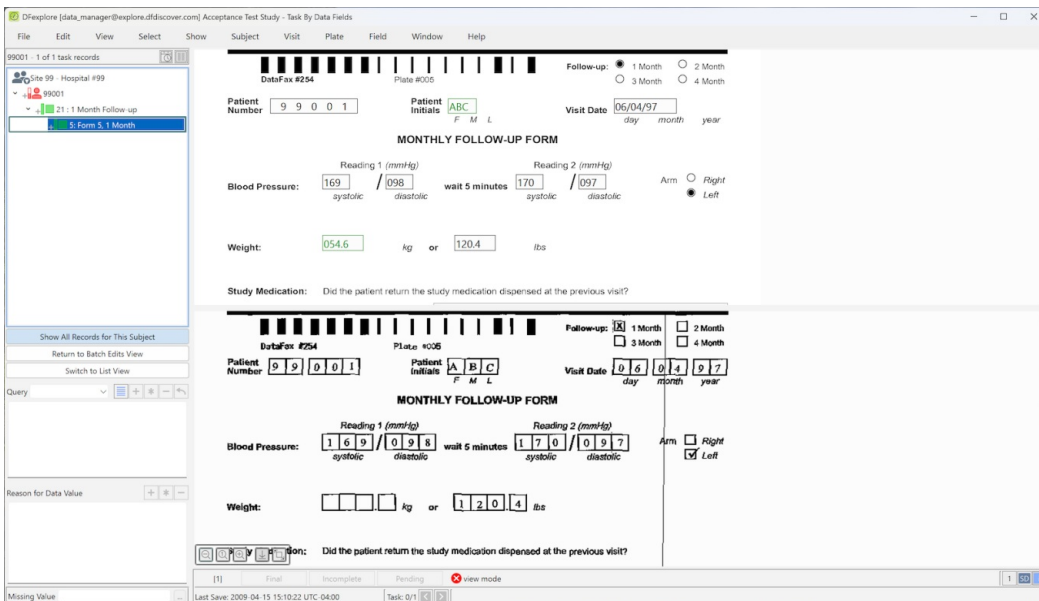 DFexplore [data_manager@explore.dfdiscover.com] Acceptance Test Study - Task By Data Fields
File Edit View Select Show Subject Visit Plate Field Window Help
99001 - 1 of 1 task records
Site 99 - Hospital #99
99001
21 : 1 Month Follow-up
5: Form 5, 1 Month
Show All Records for This Subject
Return to Batch Edits View
Switch to List View
Query
Reason for Data Value
Missing Value
DataFax #254 Plate #005
Follow-up: 1 Month 2 Month
3 Month 4 Month
Patient Number 9 9 0 0 1 Patient Initials ABC Visit Date 06/04/97
F M L day month year
MONTHLY FOLLOW-UP FORM
Reading 1 (mmHg) Reading 2 (mmHg)
Blood Pressure: 169 / 098 wait 5 minutes 170 / 097 Arm Right
systolic diastolic systolic diastolic Left
Weight: 054.6 kg or 120.4 lbs
Study Medication: Did the patient return the study medication dispensed at the previous visit?
DataFax #254 Plate #005
Follow-up: X 1 Month 2 Month
3 Month 4 Month
Patient Number 9 9 0 0 1 Patient Initials A B C Visit Date 0 6 0 4 9 7
F M L day month year
MONTHLY FOLLOW-UP FORM
Reading 1 (mmHg) Reading 2 (mmHg)
Blood Pressure: 1 6 9 / 0 9 8 wait 5 minutes 1 7 0 / 0 9 7 Arm Right
systolic diastolic systolic diastolic Left
Weight: . kg or 1 2 0 . 4 lbs
Did the patient return the study medication dispensed at the previous visit?
[1] Final Incomplete Pending view mode 1 SD
Last Save: 2009-04-15 15:10:22 UTC-04:00 Task: 0/1